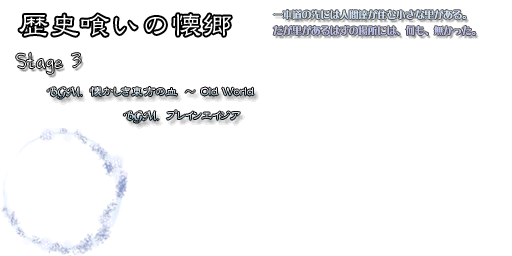 歴史喰いの懐郷
Stage 3
BGM. 懐かしき東方の血 ～ Old World
BGM. プレインエイジア
一本道の先には人間達が住む小さな里がある。
だが里があるはずの場所には、何も、無かった。